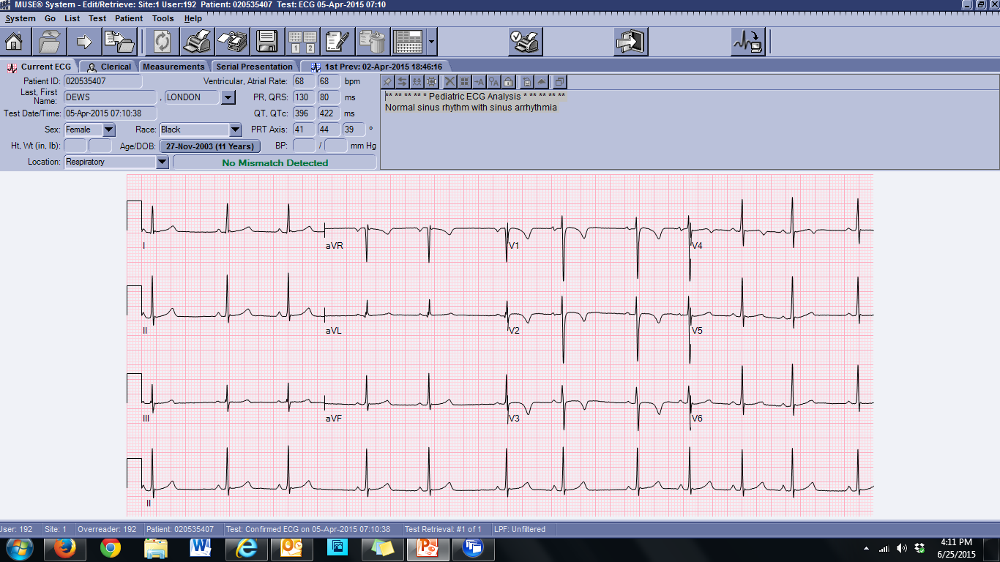 MUSE® System - Edit/Retrieve: Site:1 User:192 Patient: 020535407 Test: ECG 05-Apr-2015 07:10
System Go List Test Patient Tools Help
1 2
Current ECG Clerical Measurements Serial Presentation 1st Prev: 02-Apr-2015 18:46:16
Patient ID: 020535407 Ventricular, Atrial Rate: 68 68 bpm
Last, First Name: DEWS , LONDON PR, QRS: 130 80 ms
Test Date/Time: 05-Apr-2015 07:10:38 QT, QTc: 396 422 ms
Sex: Female Race: Black PRT Axis: 41 44 39 °
Ht, Wt (in, lb): Age/DOB: 27-Nov-2003 (11 Years) BP: / mm Hg
Location: Respiratory No Mismatch Detected
** ** ** ** * Pediatric ECG Analysis * ** ** ** **
Normal sinus rhythm with sinus arrhythmia
I aVR V1 V4
II aVL V2 V5
III aVF V3 V6
II
User: 192 Site: 1 Overreader: 192 Patient: 020535407 Test: Confirmed ECG on 05-Apr-2015 07:10:38 Test Retrieval: #1 of 1 LPF: Unfiltered
4:11 PM
6/25/2015